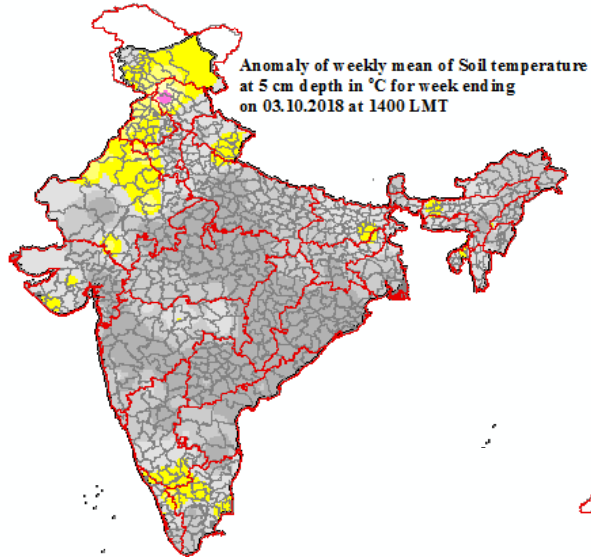 Anomaly of weekly mean of Soil temperature
at 5 cm depth in °C for week ending
on 03.10.2018 at 1400 LMT